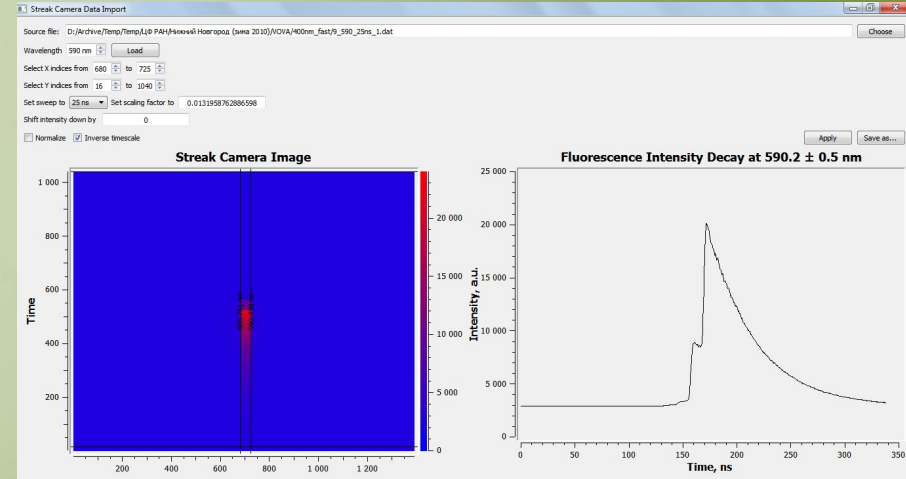 Streak Camera Data Import
Source file: D:/Archive/Temp/Temp/ЦФ РАН/Нижний Новгород (зима 2010)/VOVA/400nm_fast/9_590_25ns_1.dat Choose
Wavelength 590 nm Load
Select X indices from 680 to 725
Select Y indices from 16 to 1040
Set sweep to 25 ns Set scaling factor to 0.0131958762886598
Shift intensity down by 0
Normalize Inverse timescale Apply Save as...
Streak Camera Image
1 000
800
600
400
200
Time
200 400 600 800 1 000 1 200
20 000
15 000
10 000
5 000
0
Fluorescence Intensity Decay at 590.2 ± 0.5 nm
25 000
20 000
15 000
10 000
5 000
0
Intensity, a.u.
0 50 100 150 200 250 300 350
Time, ns